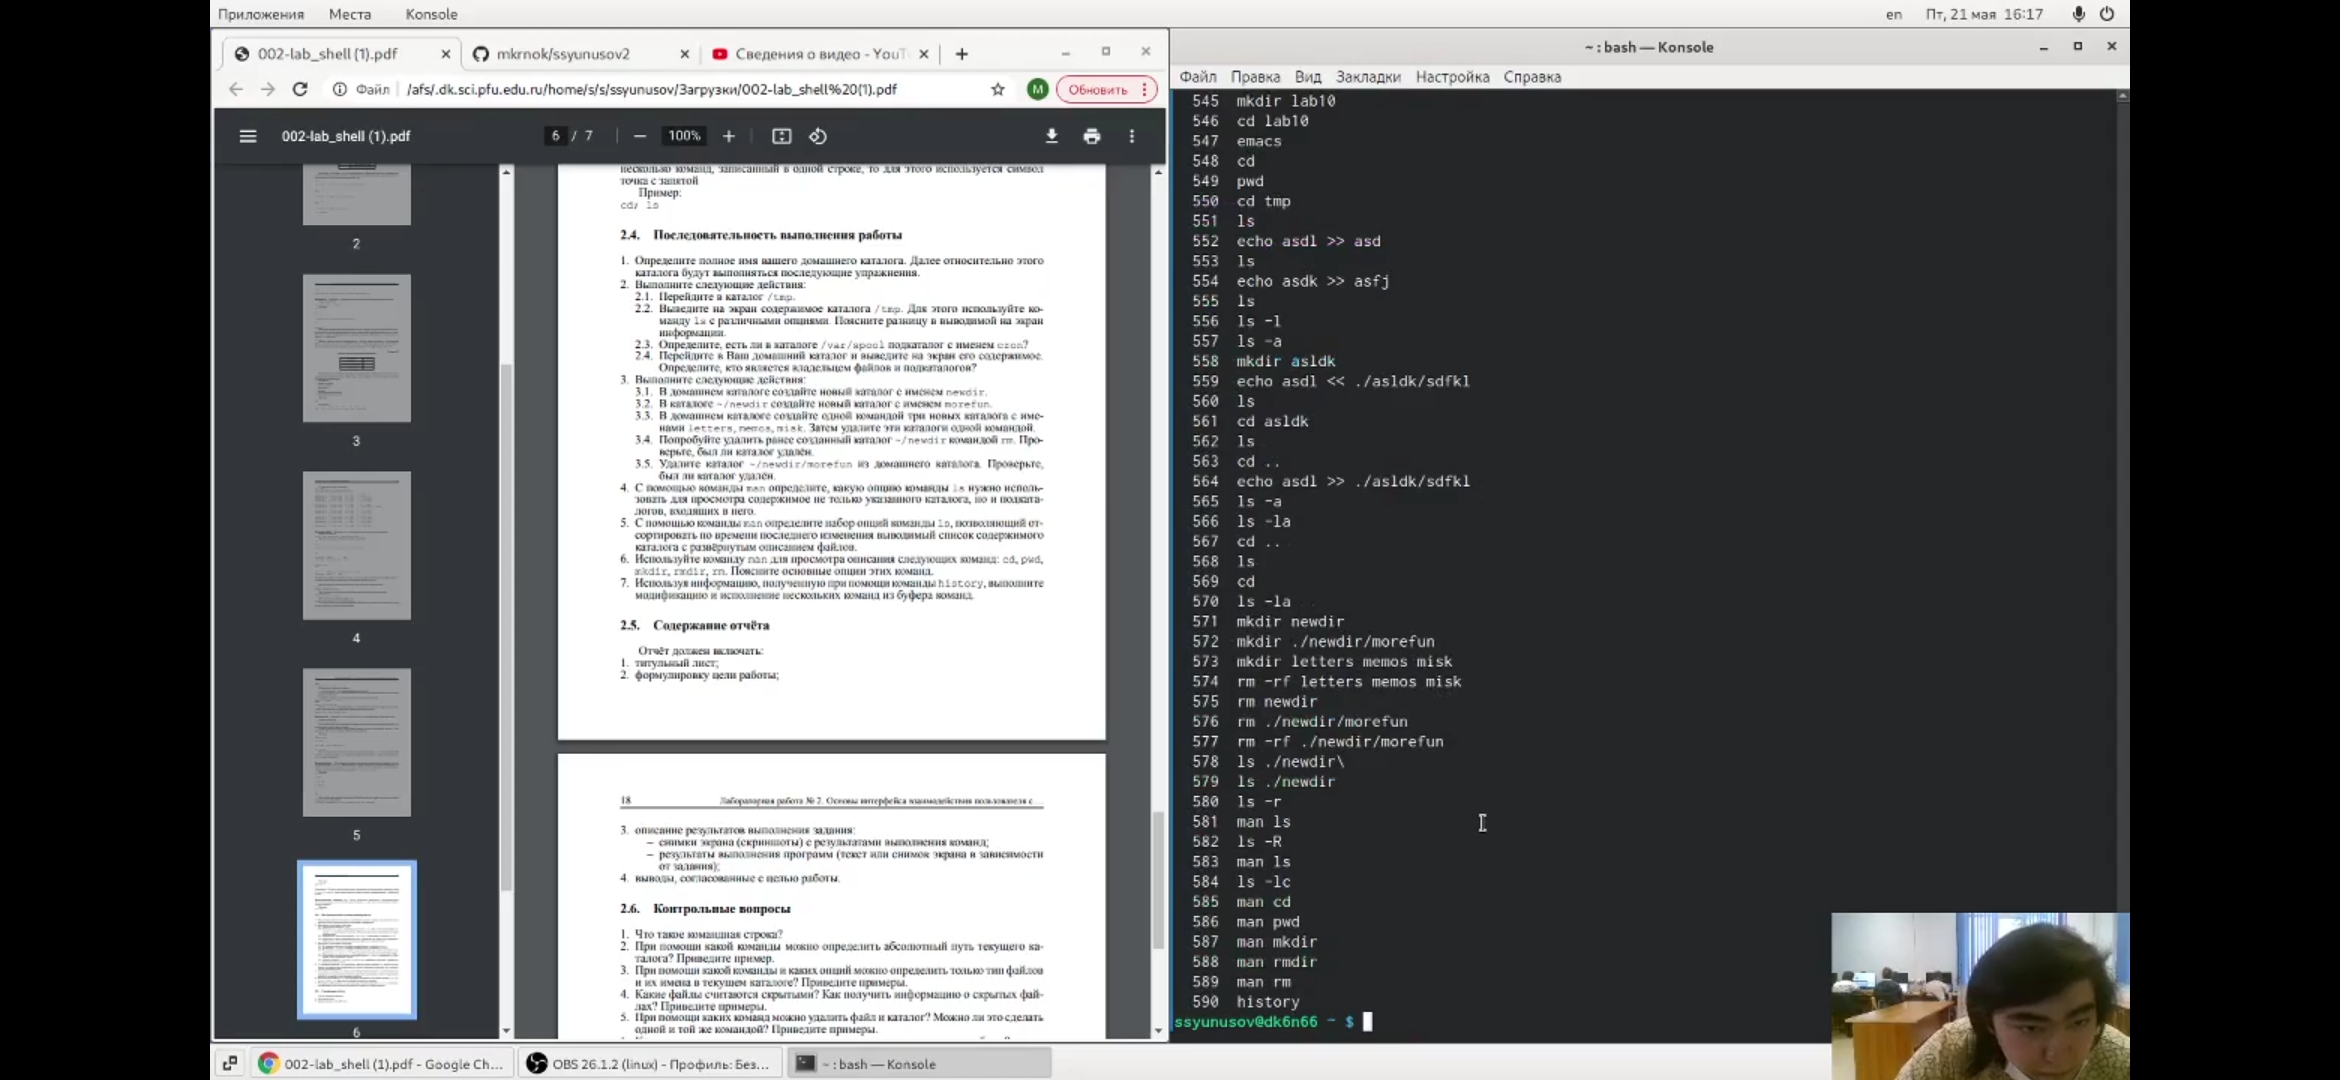 Приложения Места Konsole
en Пт, 21 мая 16:17
002-lab_shell (1).pdf
mkrnok/ssyunusov2
Сведения о видео - YouT
Файл /afs/.dk.sci.pfu.edu.ru/home/s/s/ssyunusov/Загрузки/002-lab_shell%20(1).pdf
M
Обновить
002-lab_shell (1).pdf
6 / 7
100%
2
3
4
5
6
несколько команд, записанный в одной строке, то для этого используется символ
точка с запятой
Пример:
cd; ls
2.4. Последовательность выполнения работы
1. Определите полное имя вашего домашнего каталога. Далее относительно этого
каталога будут выполняться последующие упражнения.
2. Выполните следующие действия:
2.1. Перейдите в каталог /tmp.
2.2. Выведите на экран содержимое каталога /tmp. Для этого используйте ко-
манду ls с различными опциями. Поясните разницу в выводимой на экран
информации.
2.3. Определите, есть ли в каталоге /var/spool подкаталог с именем cron?
2.4. Перейдите в Ваш домашний каталог и выведите на экран его содержимое.
Определите, кто является владельцем файлов и подкаталогов?
3. Выполните следующие действия:
3.1. В домашнем каталоге создайте новый каталог с именем newdir.
3.2. В каталоге ~/newdir создайте новый каталог с именем morefun.
3.3. В домашнем каталоге создайте одной командой три новых каталога с име-
нами letters, memos, misk. Затем удалите эти каталоги одной командой.
3.4. Попробуйте удалить ранее созданный каталог ~/newdir командой rm. Про-
верьте, был ли каталог удалён.
3.5. Удалите каталог ~/newdir/morefun из домашнего каталога. Проверьте,
был ли каталог удалён.
4. С помощью команды man определите, какую опцию команды ls нужно исполь-
зовать для просмотра содержимое не только указанного каталога, но и подката-
логов, входящих в него.
5. С помощью команды man определите набор опций команды ls, позволяющий от-
сортировать по времени последнего изменения выводимый список содержимого
каталога с развёрнутым описанием файлов.
6. Используйте команду man для просмотра описания следующих команд: cd, pwd,
mkdir, rmdir, rm. Поясните основные опции этих команд.
7. Используя информацию, полученную при помощи команды history, выполните
модификацию и исполнение нескольких команд из буфера команд.
2.5. Содержание отчёта
Отчёт должен включать:
1. титульный лист;
2. формулировку цели работы;
18 Лабораторная работа № 2. Основы интерфейса взаимодействия пользователя с ...
3. описание результатов выполнения задания:
– снимки экрана (скриншоты) с результатами выполнения команд;
– результаты выполнения программ (текст или снимок экрана в зависимости
от задания);
4. выводы, согласованные с целью работы.
2.6. Контрольные вопросы
1. Что такое командная строка?
2. При помощи какой команды можно определить абсолютный путь текущего ка-
талога? Приведите пример.
3. При помощи какой команды и каких опций можно определить только тип файлов
и их имена в текущем каталоге? Приведите примеры.
4. Какие файлы считаются скрытыми? Как получить информацию о скрытых фай-
лах? Приведите примеры.
5. При помощи каких команд можно удалить файл и каталог? Можно ли это сделать
одной и той же командой? Приведите примеры.
~ : bash — Konsole
Файл Правка Вид Закладки Настройка Справка
545 mkdir lab10
546 cd lab10
547 emacs
548 cd
549 pwd
550 cd tmp
551 ls
552 echo asdl >> asd
553 ls
554 echo asdk >> asfj
555 ls
556 ls -l
557 ls -a
558 mkdir asldk
559 echo asdl << ./asldk/sdfkl
560 ls
561 cd asldk
562 ls
563 cd ..
564 echo asdl >> ./asldk/sdfkl
565 ls -a
566 ls -la
567 cd ..
568 ls
569 cd
570 ls -la
571 mkdir newdir
572 mkdir ./newdir/morefun
573 mkdir letters memos misk
574 rm -rf letters memos misk
575 rm newdir
576 rm ./newdir/morefun
577 rm -rf ./newdir/morefun
578 ls ./newdir\
579 ls ./newdir
580 ls -r
581 man ls
582 ls -R
583 man ls
584 ls -lc
585 man cd
586 man pwd
587 man mkdir
588 man rmdir
589 man rm
590 history
ssyunusov@dk6n66 ~ $
002-lab_shell (1).pdf - Google Ch...
OBS 26.1.2 (linux) - Профиль: Без...
~ : bash — Konsole